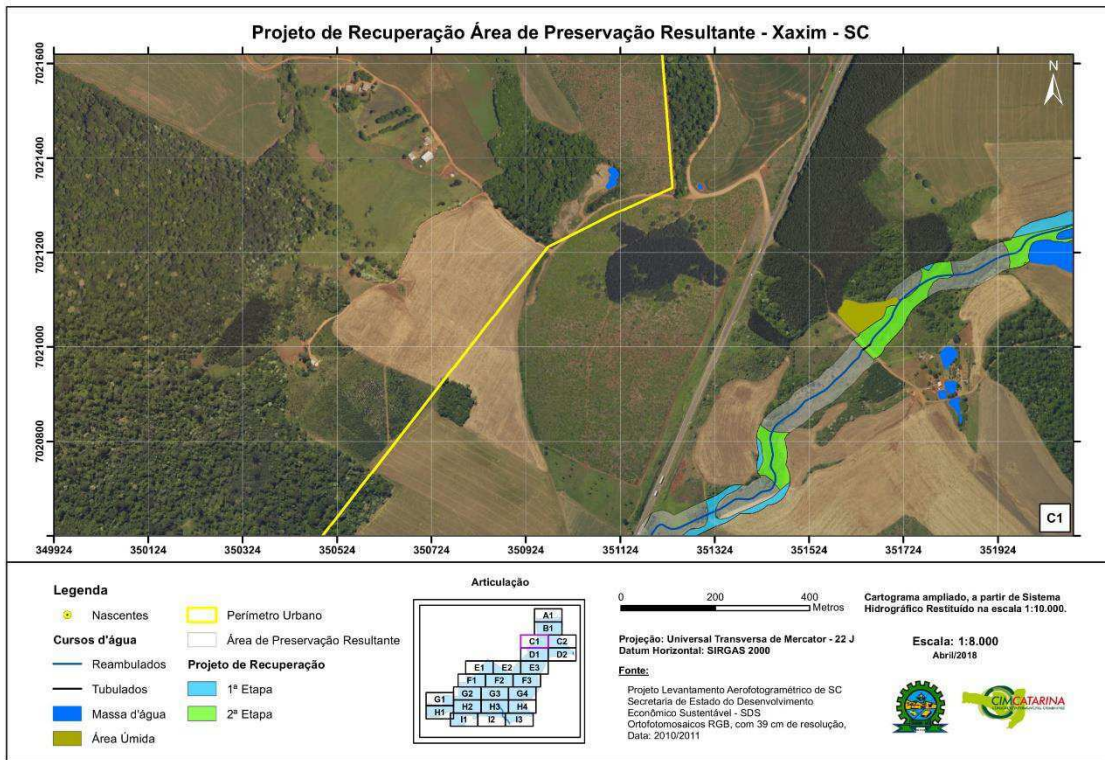 Projeto de Recuperação Área de Preservação Resultante - Xaxim - SC
N
7021600
7021400
7021200
7021000
7020800
C1
349924 350124 350324 350524 350724 350924 351124 351324 351524 351724 351924
Legenda
Nascentes
Cursos d'água
Reambulados
Tubulados
Massa d'água
Área Úmida
Perímetro Urbano
Área de Preservação Resultante
Projeto de Recuperação
1ª Etapa
2ª Etapa
Articulação
A1
B1
C1 C2
D1 D2
E1 E2 E3
F1 F2 F3
G1 G2 G3 G4
H1 H2 H3 H4
I1 I2 I3
0 200 400
Metros
Projeção: Universal Transversa de Mercator - 22 J
Datum Horizontal: SIRGAS 2000
Fonte:
Projeto Levantamento Aerofotogramétrico de SC
Secretaria de Estado do Desenvolvimento
Econômico Sustentável - SDS
Ortofotomosaicos RGB, com 39 cm de resolução,
Data: 2010/2011
Cartograma ampliado, a partir de Sistema
Hidrográfico Restituído na escala 1:10.000.
Escala: 1:8.000
Abril/2018
CIMCATARINA